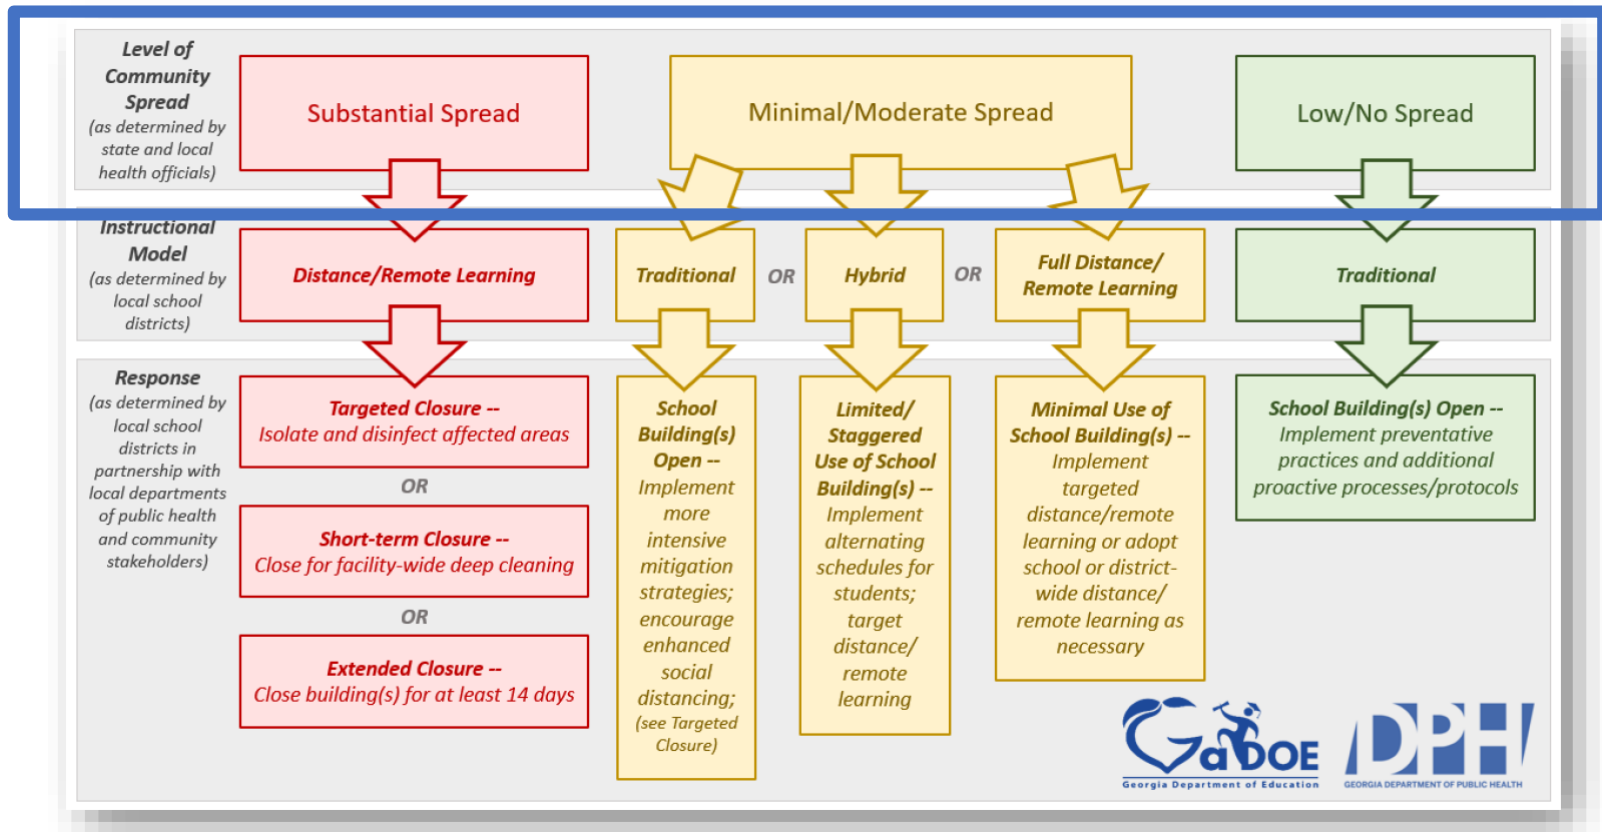 Level of
Community
Spread
(as determined by
state and local
health officials)
Substantial Spread
Minimal/Moderate Spread
Low/No Spread
Instructional
Model
(as determined by
local school
districts)
Distance/Remote Learning
Traditional
OR
Hybrid
OR
Full Distance/
Remote Learning
Traditional
Response
(as determined by
local school
districts in
partnership with
local departments
of public health
and community
stakeholders)
Targeted Closure --
Isolate and disinfect affected areas
OR
Short-term Closure --
Close for facility-wide deep cleaning
OR
Extended Closure --
Close building(s) for at least 14 days
School
Building(s)
Open --
Implement
more
intensive
mitigation
strategies;
encourage
enhanced
social
distancing;
(see Targeted
Closure)
Limited/
Staggered
Use of School
Building(s) --
Implement
alternating
schedules for
students;
target
distance/
remote
learning
Minimal Use of
School Building(s) --
Implement
targeted
distance/remote
learning or adopt
school or district-
wide distance/
remote learning as
necessary
School Building(s) Open --
Implement preventative
practices and additional
proactive processes/protocols
GaDOE
Georgia Department of Education
DPH
GEORGIA DEPARTMENT OF PUBLIC HEALTH